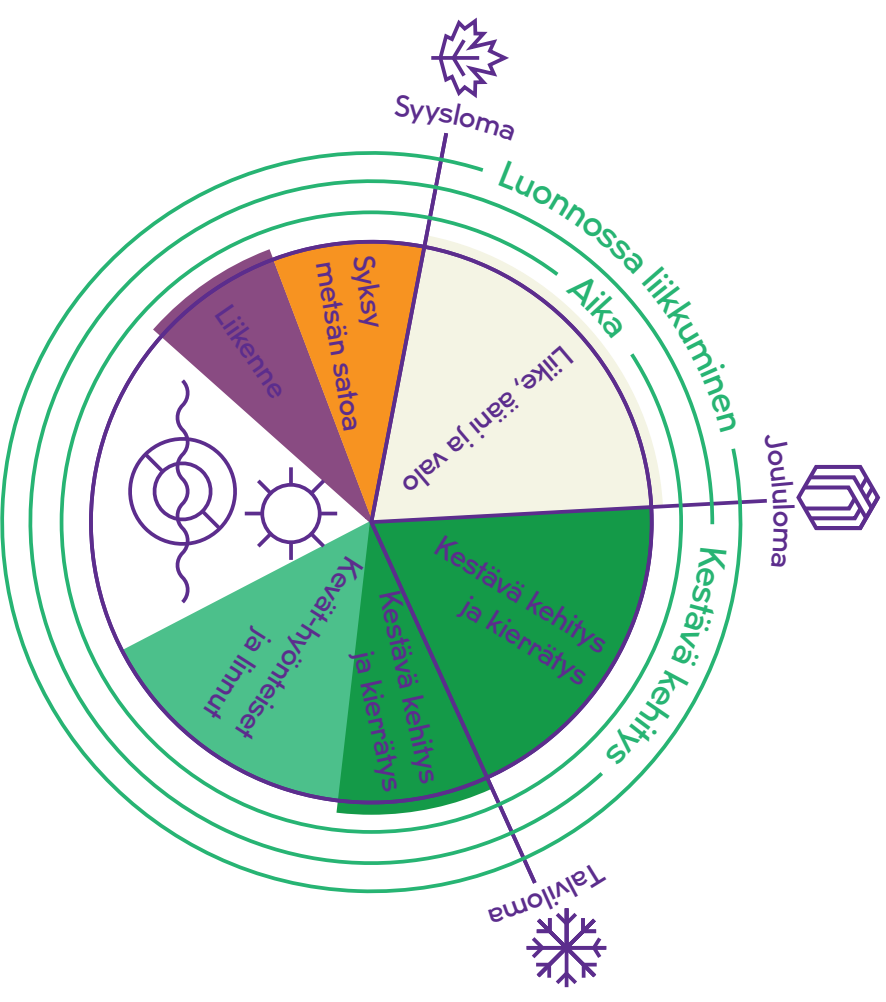 Syysloma
Luonnossa liikkuminen
Aika
Syksy
metsän satoa
Liikenne
Liike, ääni ja valo
Joululoma
Kestävä kehitys
ja kierrätys
Kestävä kehitys
Kestävä kehitys
ja kierrätys
Kevät-hyönteiset
ja linnut
Talviloma